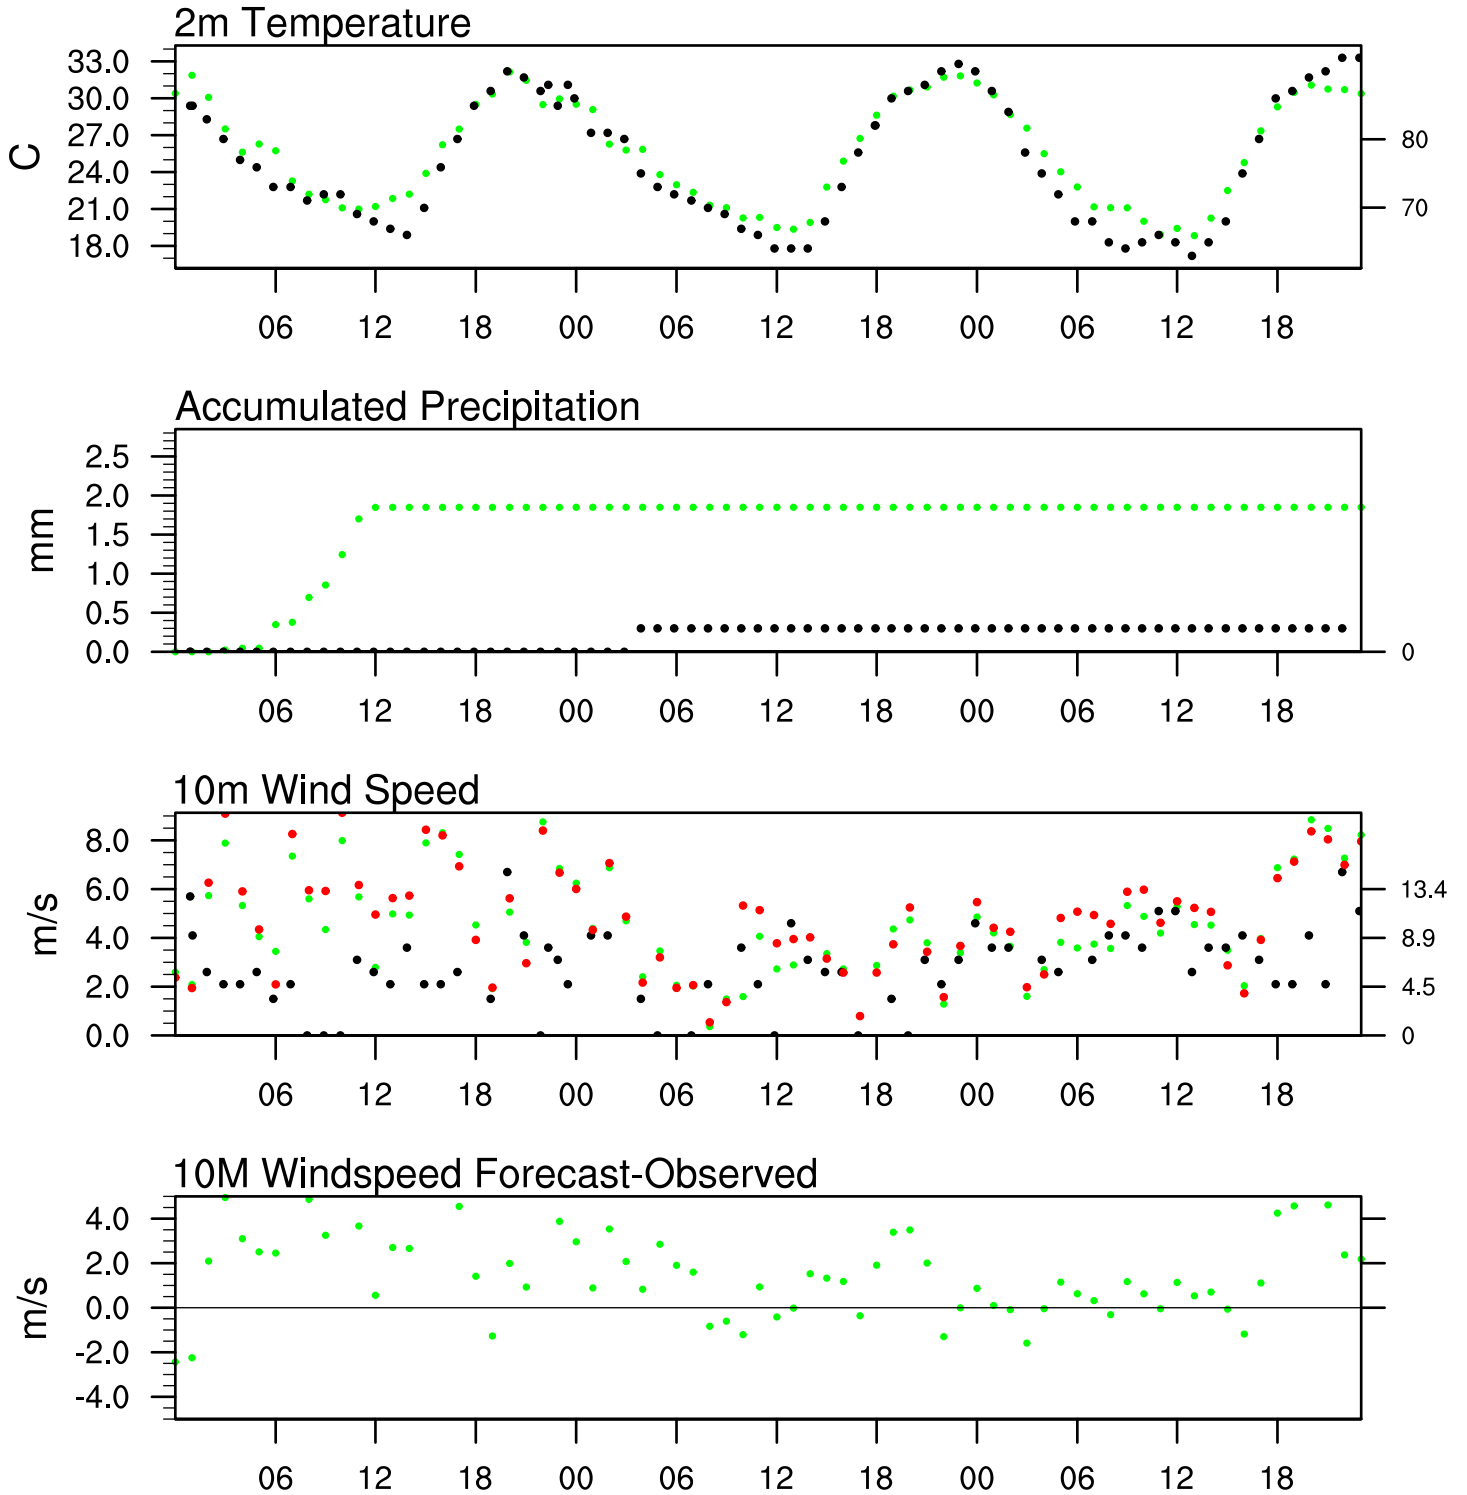 2m Temperature
33.0
30.0
27.0
24.0
21.0
18.0
C
80
70
06 12 18 00 06 12 18 00 06 12 18
Accumulated Precipitation
2.5
2.0
1.5
1.0
0.5
0.0
mm
0
06 12 18 00 06 12 18 00 06 12 18
10m Wind Speed
8.0
6.0
4.0
2.0
0.0
m/s
13.4
8.9
4.5
0
06 12 18 00 06 12 18 00 06 12 18
10M Windspeed Forecast-Observed
4.0
2.0
0.0
-2.0
-4.0
m/s
06 12 18 00 06 12 18 00 06 12 18